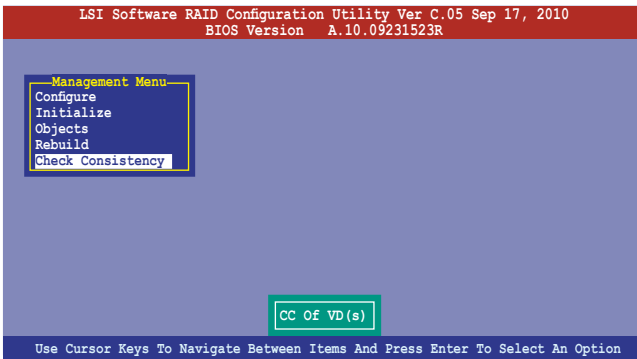 LSI Software RAID Configuration Utility Ver C.05 Sep 17, 2010
BIOS Version A.10.09231523R
Management Menu
Configure
Initialize
Objects
Rebuild
Check Consistency
CC Of VD(s)
Use Cursor Keys To Navigate Between Items And Press Enter To Select An Option